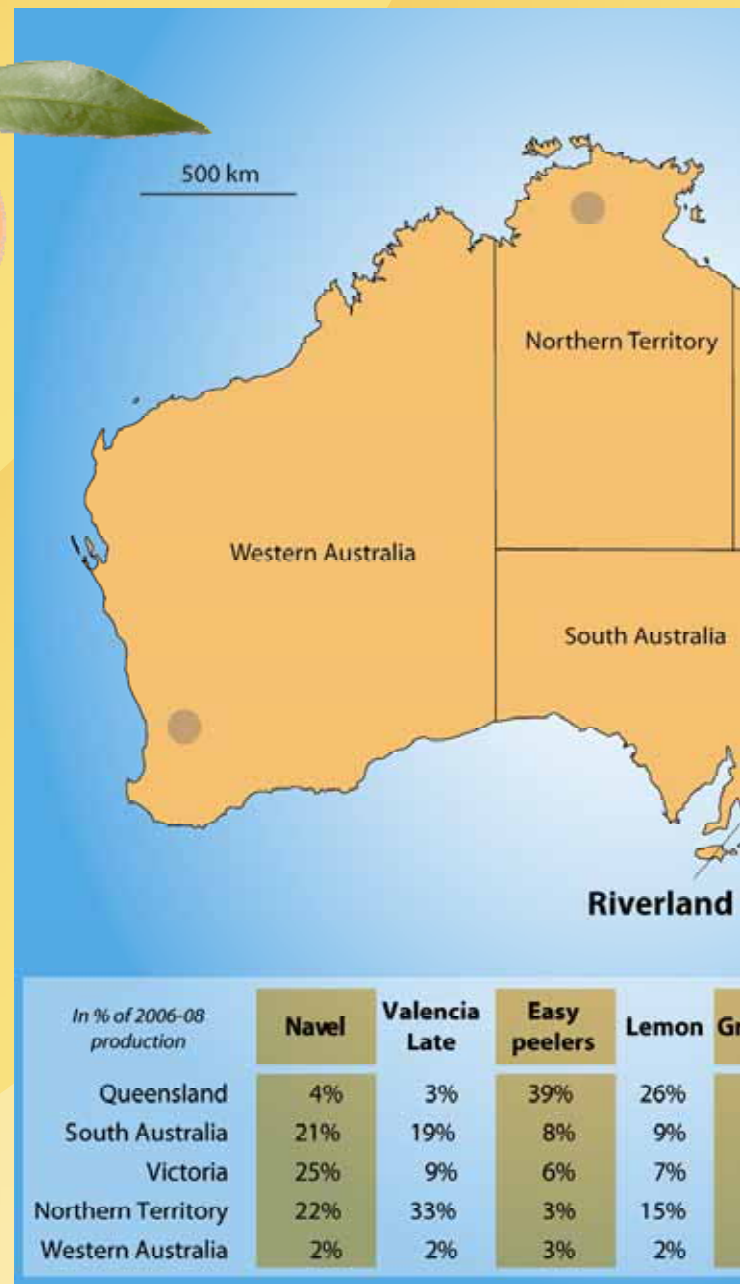 500 km
Northern Territory
Western Australia
South Australia
Riverland
In % of 2006-08 production
Navel Valencia Late Easy peelers Lemon Gr
Queensland 4% 3% 39% 26%
South Australia 21% 19% 8% 9%
Victoria 25% 9% 6% 7%
Northern Territory 22% 33% 3% 15%
Western Australia 2% 2% 3% 2%